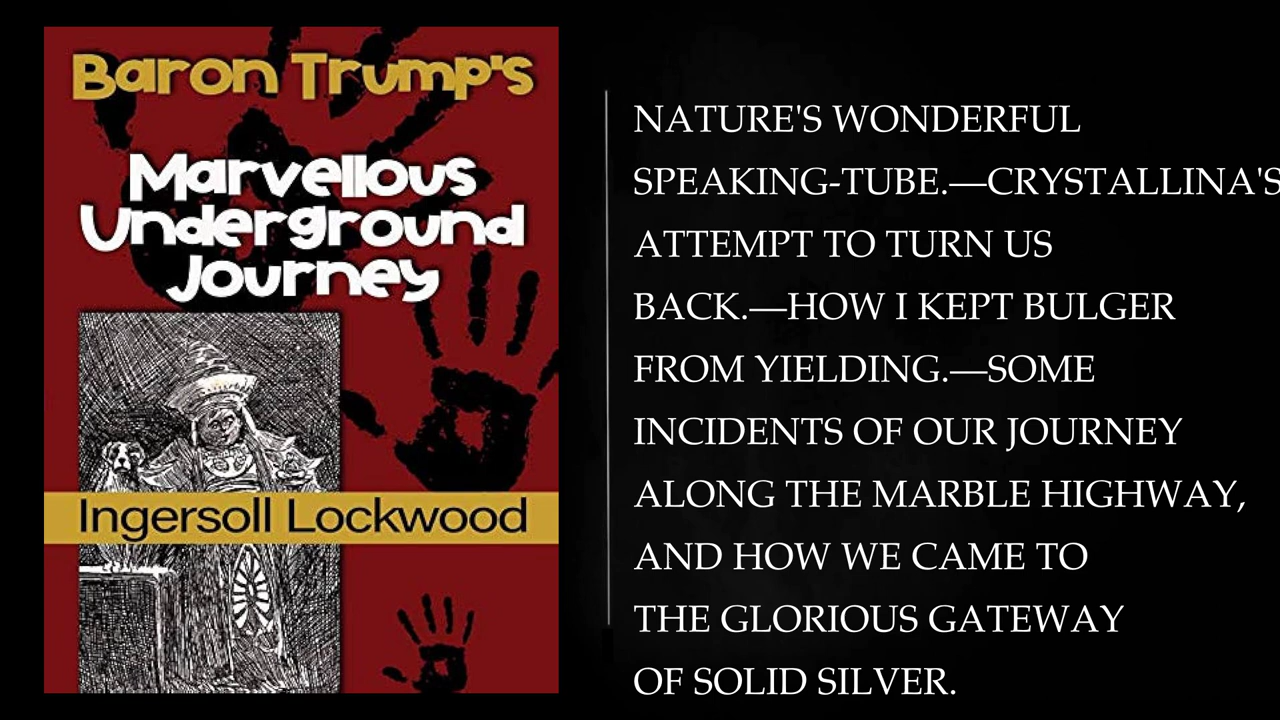 Baron Trump's
Marvellous
Underground
Journey
Ingersoll Lockwood
NATURE'S WONDERFUL
SPEAKING-TUBE.—CRYSTALLINA'S
ATTEMPT TO TURN US
BACK.—HOW I KEPT BULGER
FROM YIELDING.—SOME
INCIDENTS OF OUR JOURNEY
ALONG THE MARBLE HIGHWAY,
AND HOW WE CAME TO
THE GLORIOUS GATEWAY
OF SOLID SILVER.